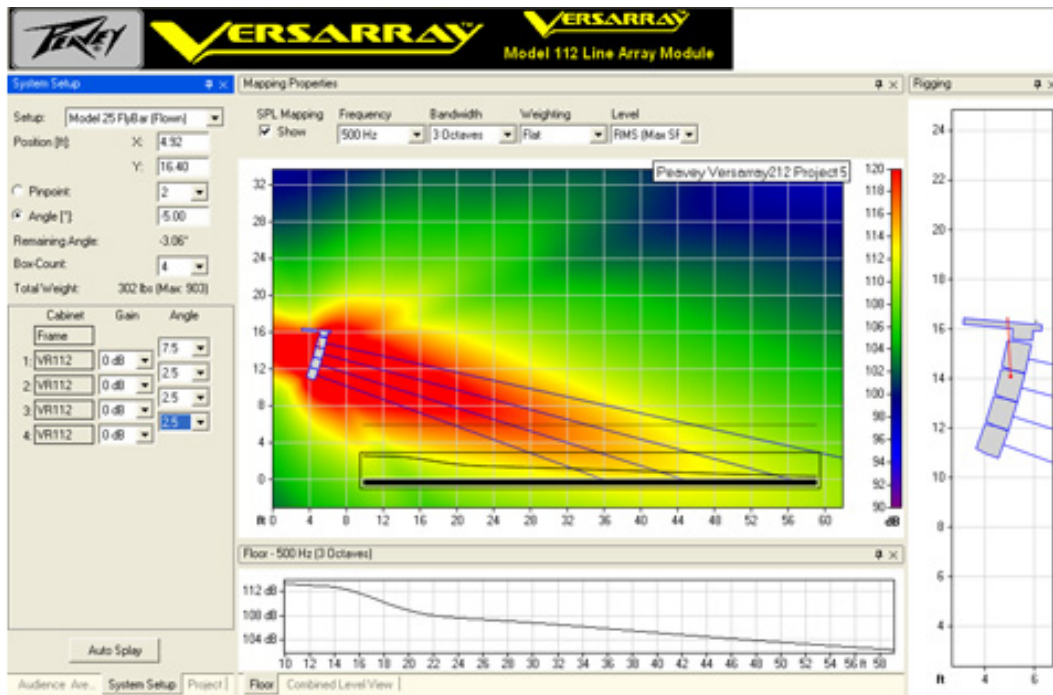 PEAVEY VERSARRAY™ VERSARRAY™
Model 112 Line Array Module
System Setup
Setup: Model 25 FlyBar (Flown)
Position [ft]: X: 4.92
Y: 16.40
Pinpoint: 2
Angle [°]: -5.00
Remaining Angle: -3.06°
Box-Count: 4
Total Weight: 302 lbs (Max: 903)
Cabinet Gain Angle
Frame
7.5
1: VR112 0 dB
2.5
2: VR112 0 dB
2.5
3: VR112 0 dB
2.5
4: VR112 0 dB
Auto Splay
Audience Are... System Setup Project
Mapping Properties
SPL Mapping Frequency Bandwidth Weighting Level
Show 500 Hz 3 Octaves Flat RMS (Max SF
Peavey Versarray212 Project5
32
28
24
20
16
12
8
4
0
ft 0 4 8 12 16 20 24 28 32 36 40 44 48 52 56 60
120
118
116
114
112
110
108
106
104
102
100
98
96
94
92
90
dB
Floor - 500 Hz (3 Octaves)
112 dB
108 dB
104 dB
10 12 14 16 18 20 22 24 26 28 30 32 34 36 38 40 42 44 46 48 50 52 54 56 ft 58
Floor Combined Level View
Rigging
24
20
18
16
14
12
10
8
6
4
ft 4 6